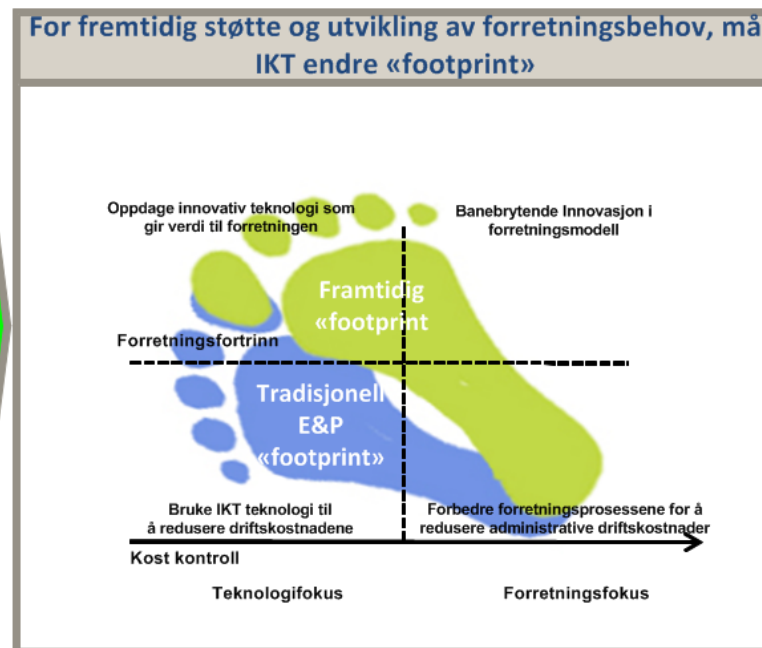 For fremtidig støtte og utvikling av forretningsbehov, må
IKT endre «footprint»
Oppdage innovativ teknologi som
gir verdi til forretningen
Banebrytende Innovasjon i
forretningsmodell
Framtidig
«footprint
Forretningsfortrinn
Tradisjonell
E&P
«footprint»
Bruke IKT teknologi til
å redusere driftskostnadene
Forbedre forretningsprosessene for å
redusere administrative driftskostnader
Kost kontroll
Teknologifokus
Forretningsfokus